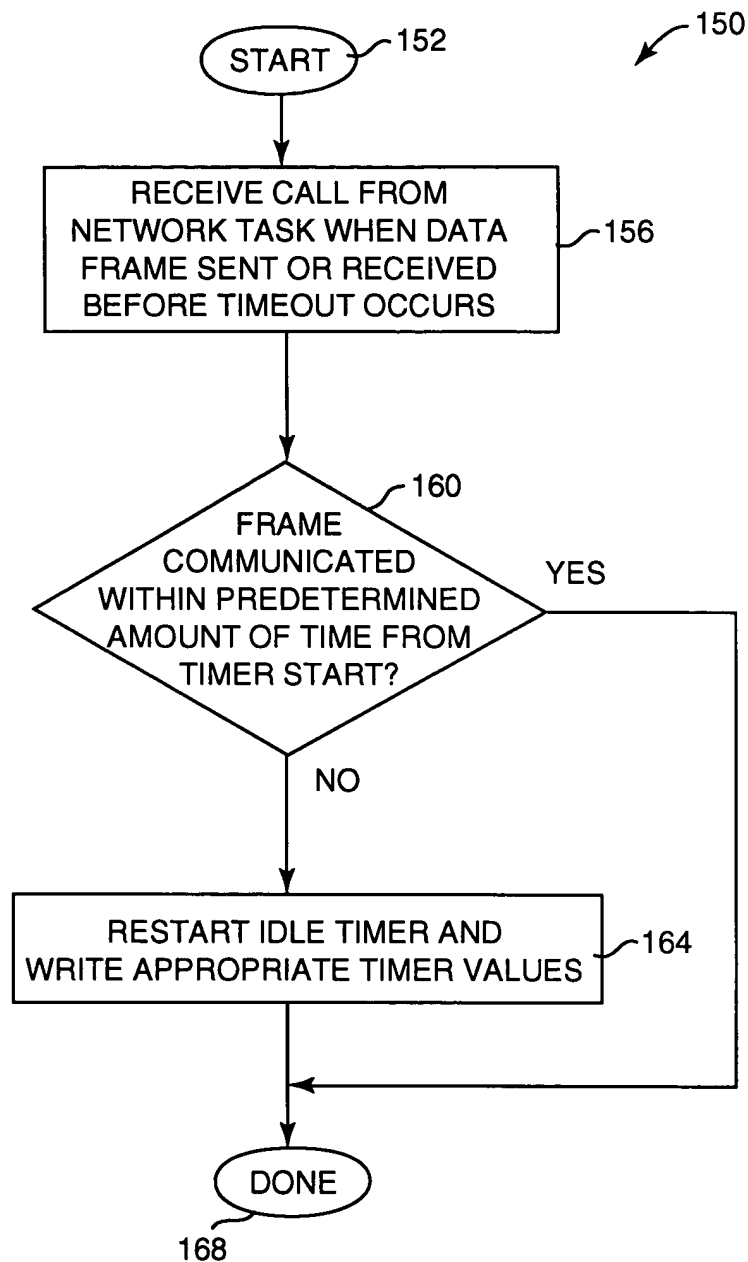 150
START
152
RECEIVE CALL FROM
NETWORK TASK WHEN DATA
FRAME SENT OR RECEIVED
BEFORE TIMEOUT OCCURS
156
160
FRAME
COMMUNICATED
WITHIN PREDETERMINED
AMOUNT OF TIME FROM
TIMER START?
YES
NO
RESTART IDLE TIMER AND
WRITE APPROPRIATE TIMER VALUES
164
DONE
168